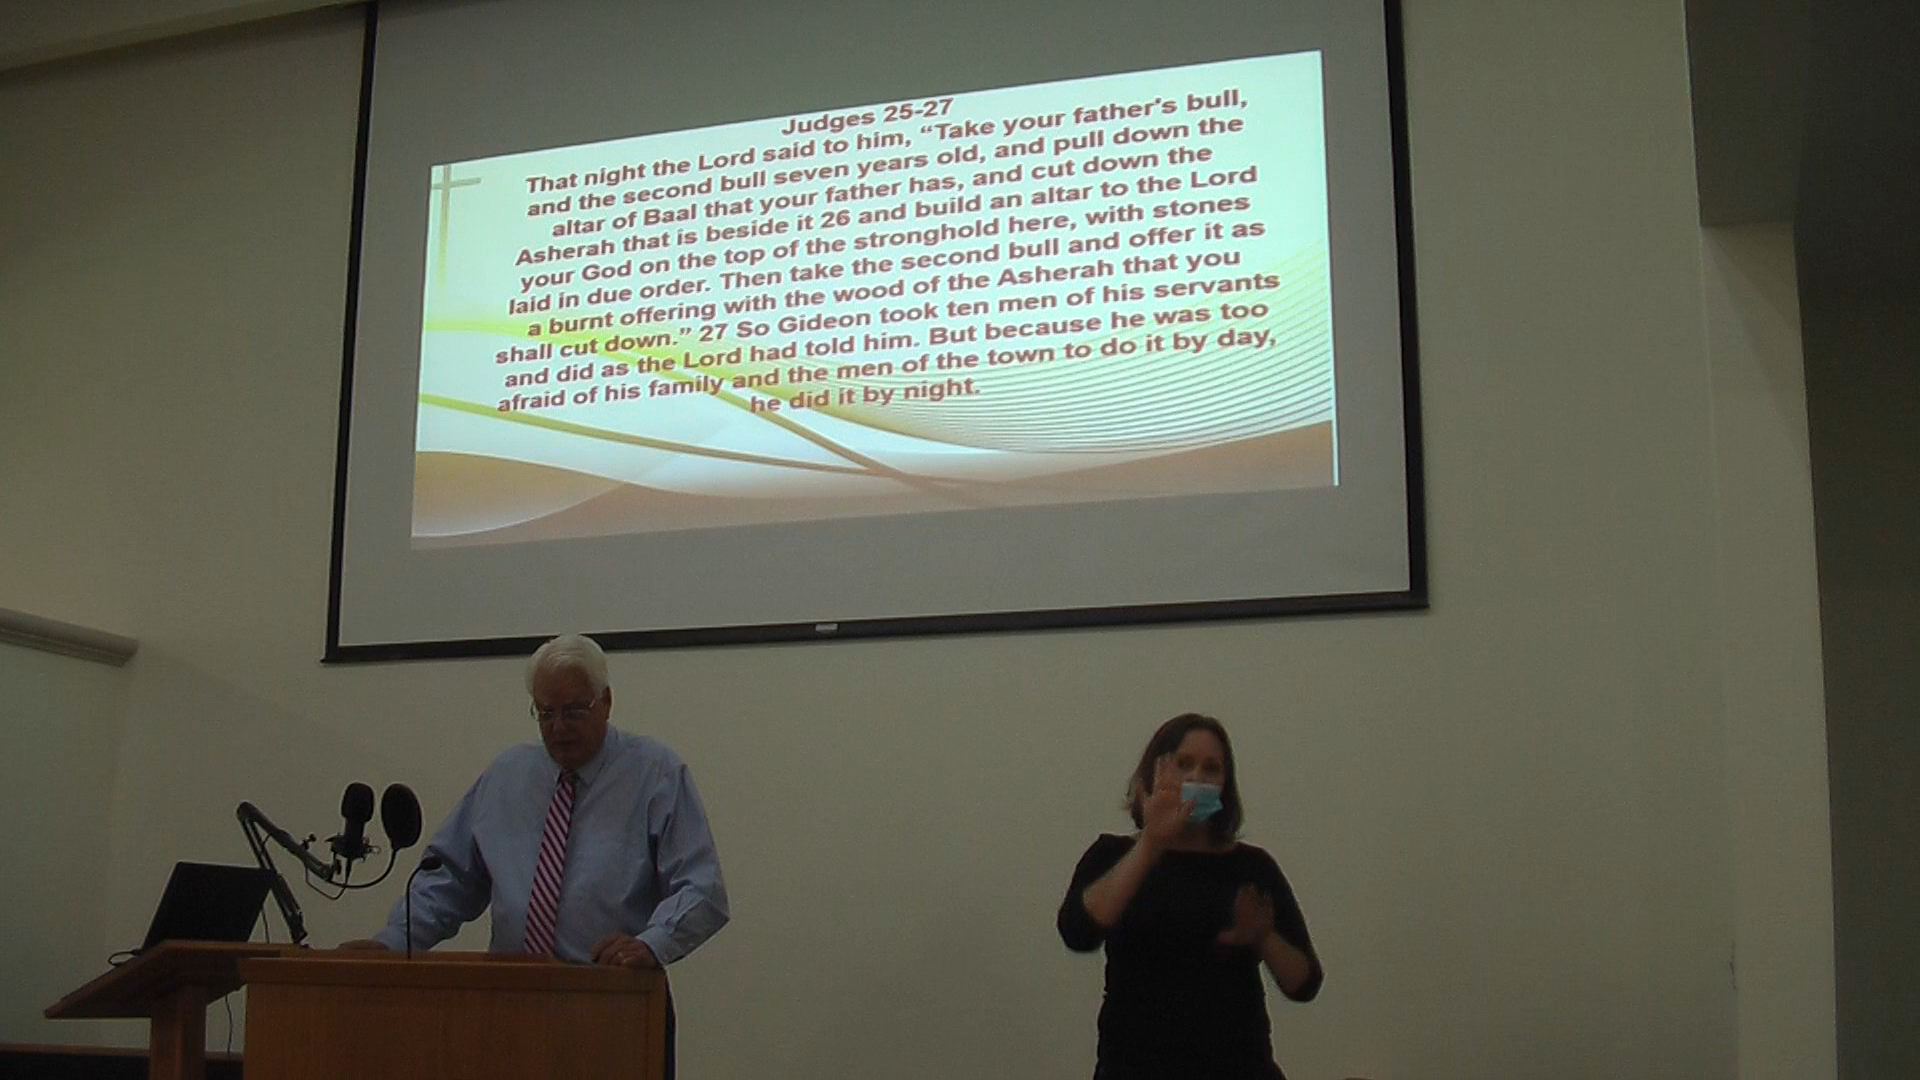 Judges 25-27
That night the Lord said to him, “Take your father's bull,
and the second bull seven years old, and pull down the
altar of Baal that your father has, and cut down the
Asherah that is beside it 26 and build an altar to the Lord
your God on the top of the stronghold here, with stones
laid in due order. Then take the second bull and offer it as
a burnt offering with the wood of the Asherah that you
shall cut down.” 27 So Gideon took ten men of his servants
and did as the Lord had told him. But because he was too
afraid of his family and the men of the town to do it by day,
he did it by night.